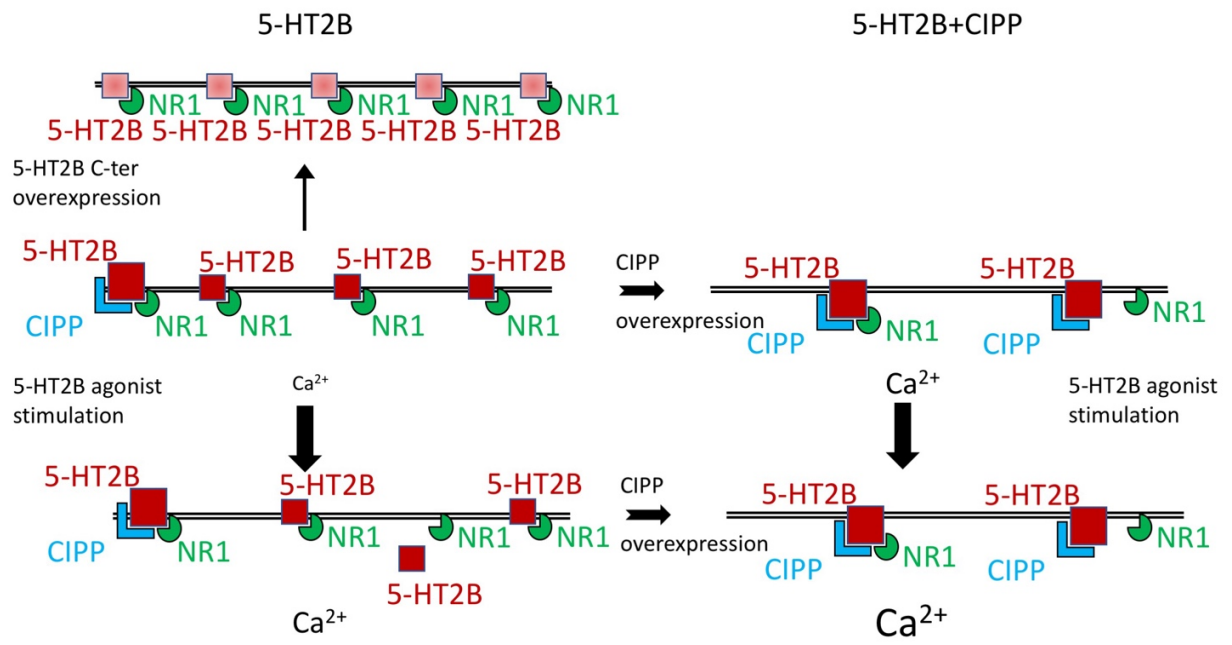 5-HT2B
5-HT2B+CIPP
NR1 NR1 NR1 NR1 NR1
5-HT2B 5-HT2B 5-HT2B 5-HT2B 5-HT2B
5-HT2B C-ter
overexpression
5-HT2B 5-HT2B 5-HT2B 5-HT2B
CIPP NR1 NR1 NR1 NR1
CIPP
overexpression
5-HT2B 5-HT2B
CIPP NR1 CIPP NR1
5-HT2B agonist
stimulation
Ca²⁺
Ca²⁺
5-HT2B agonist
stimulation
5-HT2B 5-HT2B 5-HT2B
CIPP NR1 NR1 NR1 NR1
5-HT2B
Ca²⁺
CIPP
overexpression
5-HT2B 5-HT2B
CIPP NR1 CIPP NR1
Ca²⁺